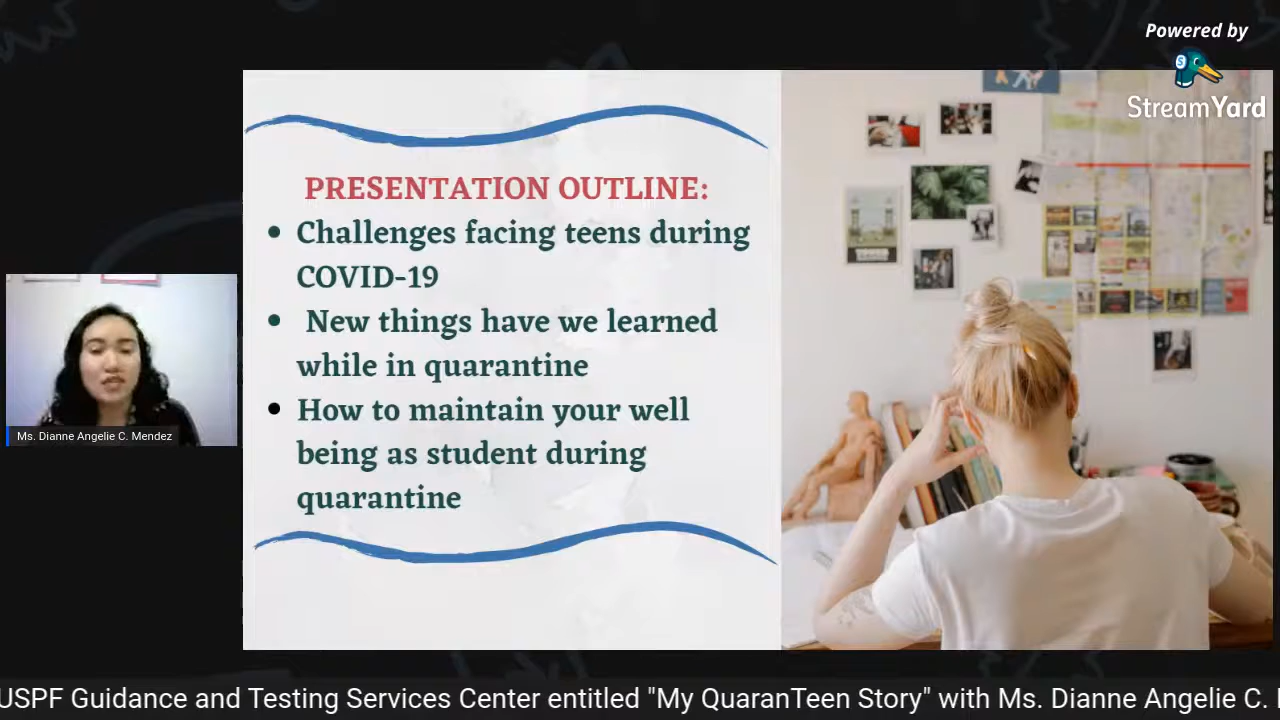 Powered by
StreamYard
PRESENTATION OUTLINE:
• Challenges facing teens during
COVID-19
• New things have we learned
while in quarantine
• How to maintain your well
being as student during
quarantine
Ms. Dianne Angelie C. Mendez
USPF Guidance and Testing Services Center entitled "My QuaranTeen Story" with Ms. Dianne Angelie C.